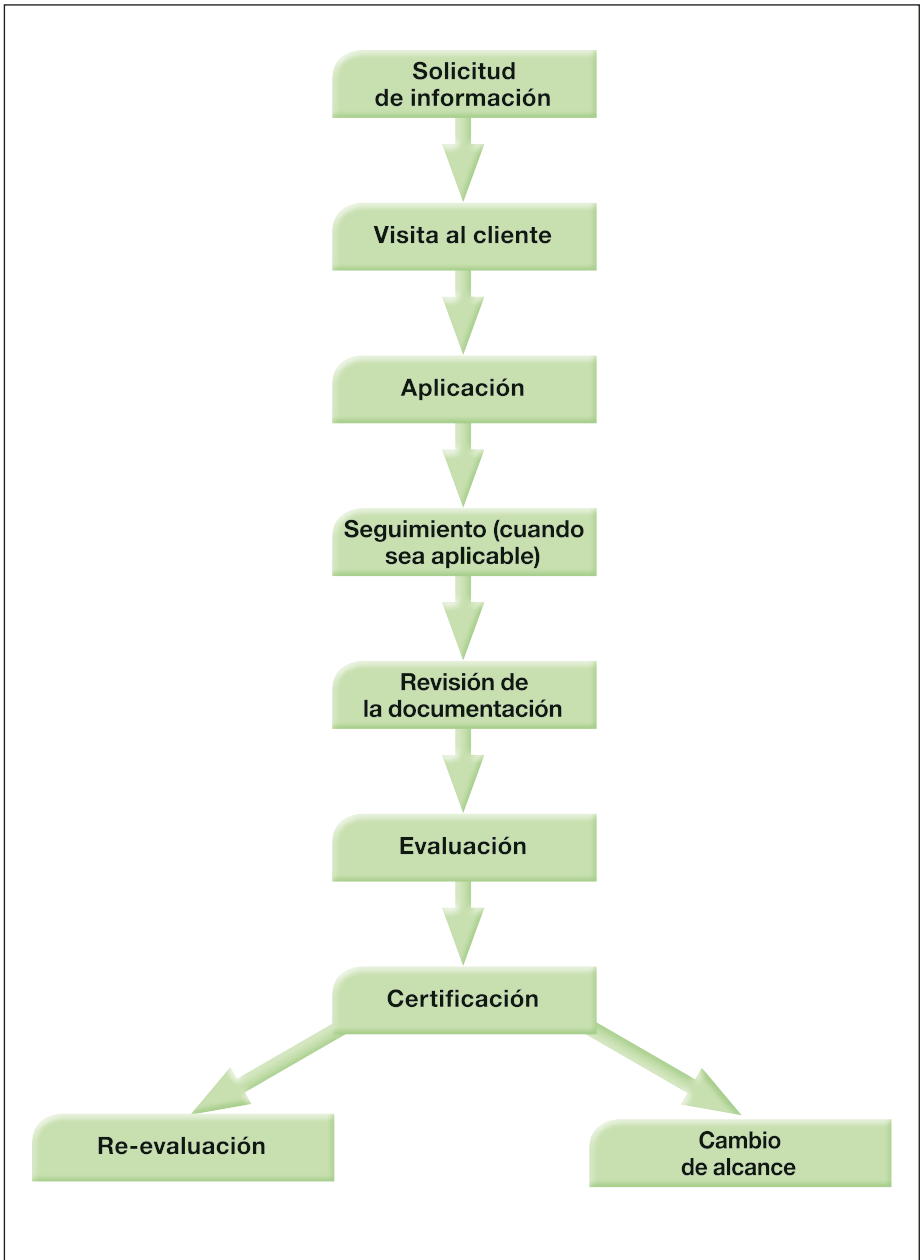 Solicitud
de información
Visita al cliente
Aplicación
Seguimiento (cuando
sea aplicable)
Revisión de
la documentación
Evaluación
Certificación
Re-evaluación
Cambio
de alcance